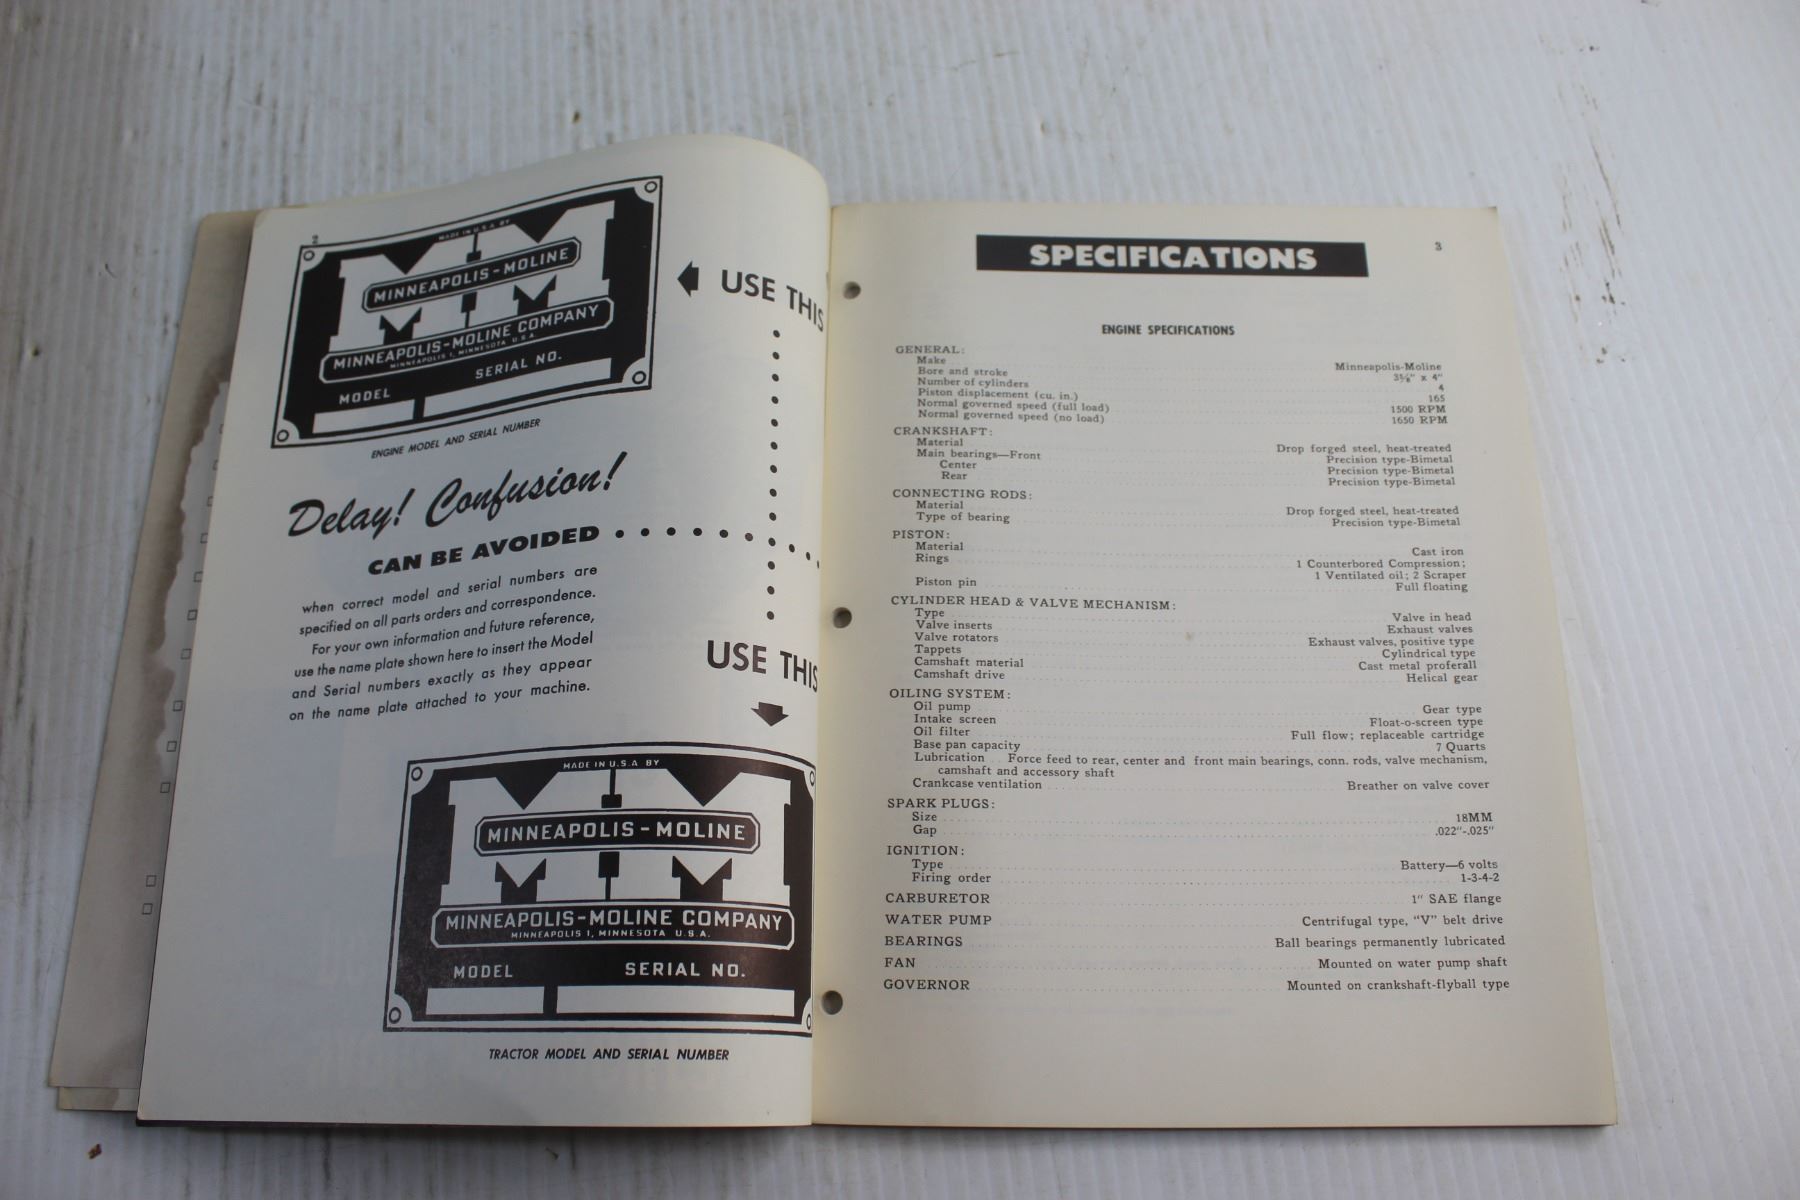 2
MADE IN U.S.A. BY
MINNEAPOLIS-MOLINE
MINNEAPOLIS-MOLINE COMPANY
MINNEAPOLIS 1, MINNESOTA U.S.A.
MODEL SERIAL NO.
ENGINE MODEL AND SERIAL NUMBER
USE THIS
Delay! Confusion!
CAN BE AVOIDED
when correct model and serial numbers are
specified on all parts orders and correspondence.
For your own information and future reference,
use the name plate shown here to insert the Model
and Serial numbers exactly as they appear
on the name plate attached to your machine.
USE THIS
MADE IN U.S.A BY
MINNEAPOLIS-MOLINE
MINNEAPOLIS-MOLINE COMPANY
MINNEAPOLIS 1, MINNESOTA U.S.A.
MODEL SERIAL NO.
TRACTOR MODEL AND SERIAL NUMBER
3
SPECIFICATIONS
ENGINE SPECIFICATIONS
GENERAL:
Make Minneapolis-Moline
Bore and stroke 3⅝" x 4"
Number of cylinders 4
Piston displacement (cu. in.) 165
Normal governed speed (full load) 1500 RPM
Normal governed speed (no load) 1650 RPM
CRANKSHAFT:
Material Drop forged steel, heat-treated
Main bearings—Front Precision type-Bimetal
Center Precision type-Bimetal
Rear Precision type-Bimetal
CONNECTING RODS:
Material Drop forged steel, heat-treated
Type of bearing Precision type-Bimetal
PISTON:
Material Cast iron
Rings 1 Counterbored Compression;
1 Ventilated oil; 2 Scraper
Piston pin Full floating
CYLINDER HEAD & VALVE MECHANISM:
Type Valve in head
Valve inserts Exhaust valves
Valve rotators Exhaust valves, positive type
Tappets Cylindrical type
Camshaft material Cast metal proferall
Camshaft drive Helical gear
OILING SYSTEM:
Oil pump Gear type
Intake screen Float-o-screen type
Oil filter Full flow; replaceable cartridge
Base pan capacity 7 Quarts
Lubrication Force feed to rear, center and front main bearings, conn. rods, valve mechanism,
camshaft and accessory shaft
Crankcase ventilation Breather on valve cover
SPARK PLUGS:
Size 18MM
Gap .022"-.025"
IGNITION:
Type Battery—6 volts
Firing order 1-3-4-2
CARBURETOR 1" SAE flange
WATER PUMP Centrifugal type, "V" belt drive
BEARINGS Ball bearings permanently lubricated
FAN Mounted on water pump shaft
GOVERNOR Mounted on crankshaft-flyball type